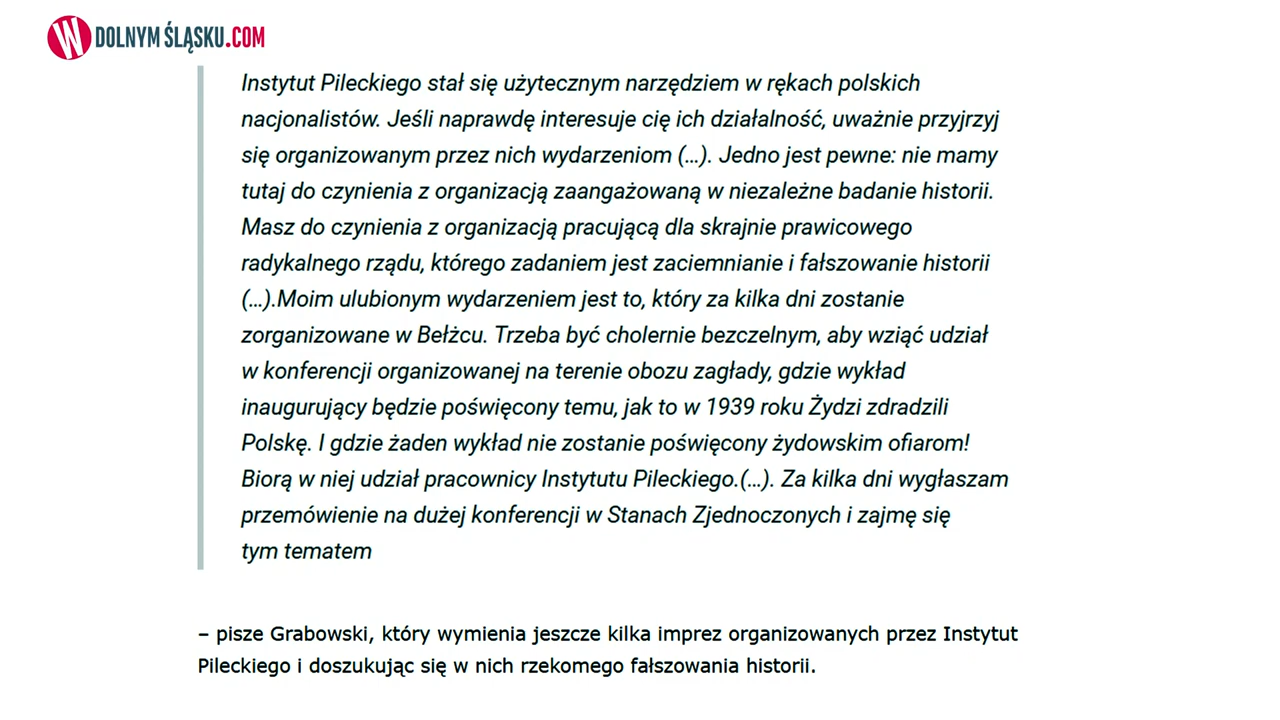 W DOLNYM ŚLĄSKU.COM
Instytut Pileckiego stał się użytecznym narzędziem w rękach polskich
nacjonalistów. Jeśli naprawdę interesuje cię ich działalność, uważnie przyjrzyj
się organizowanym przez nich wydarzeniom (...). Jedno jest pewne: nie mamy
tutaj do czynienia z organizacją zaangażowaną w niezależne badanie historii.
Masz do czynienia z organizacją pracującą dla skrajnie prawicowego
radykalnego rządu, którego zadaniem jest zaciemnianie i fałszowanie historii
(...).Moim ulubionym wydarzeniem jest to, który za kilka dni zostanie
zorganizowane w Bełżcu. Trzeba być cholernie bezczelnym, aby wziąć udział
w konferencji organizowanej na terenie obozu zagłady, gdzie wykład
inaugurujący będzie poświęcony temu, jak to w 1939 roku Żydzi zdradzili
Polskę. I gdzie żaden wykład nie zostanie poświęcony żydowskim ofiarom!
Biorą w niej udział pracownicy Instytutu Pileckiego.(...). Za kilka dni wygłaszam
przemówienie na dużej konferencji w Stanach Zjednoczonych i zajmę się
tym tematem
– pisze Grabowski, który wymienia jeszcze kilka imprez organizowanych przez Instytut
Pileckiego i doszukując się w nich rzekomego fałszowania historii.